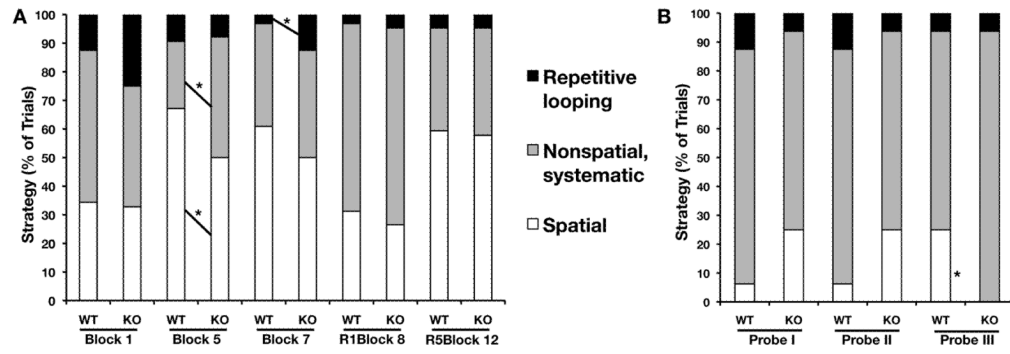 A
Strategy (% of Trials)
100
90
80
70
60
50
40
30
20
10
0
*
*
*
WT KO WT KO WT KO WT KO WT KO
Block 1 Block 5 Block 7 R1Block 8 R5Block 12
Repetitive
looping
Nonspatial,
systematic
Spatial
B
Strategy (% of Trials)
100
90
80
70
60
50
40
30
20
10
0
*
WT KO WT KO WT KO
Probe I Probe II Probe III